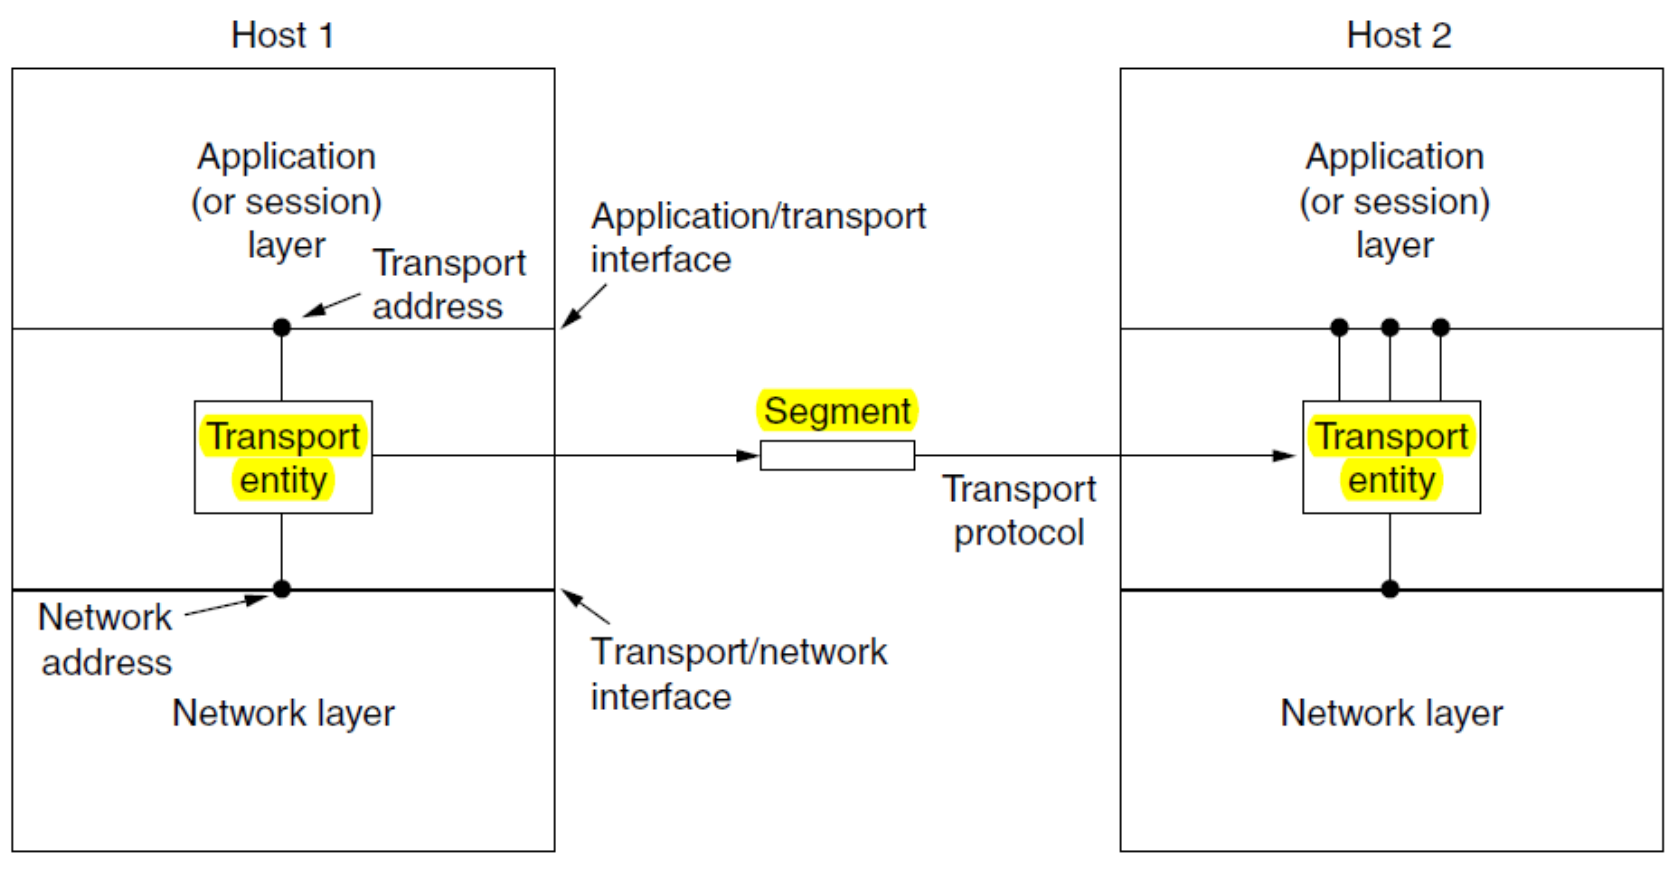 Host 1
Host 2
Application
(or session)
layer
Transport
address
Application/transport
interface
Application
(or session)
layer
Transport
entity
Segment
Transport
protocol
Transport
entity
Network
address
Network layer
Transport/network
interface
Network layer